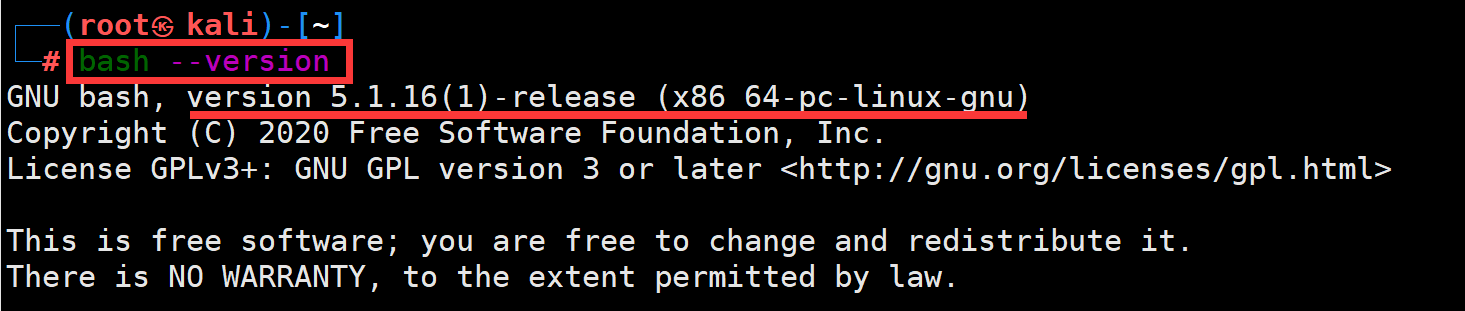 ┌──(root㉿kali)-[~]
└─# bash --version
GNU bash, version 5.1.16(1)-release (x86_64-pc-linux-gnu)
Copyright (C) 2020 Free Software Foundation, Inc.
License GPLv3+: GNU GPL version 3 or later <http://gnu.org/licenses/gpl.html>

This is free software; you are free to change and redistribute it.
There is NO WARRANTY, to the extent permitted by law.